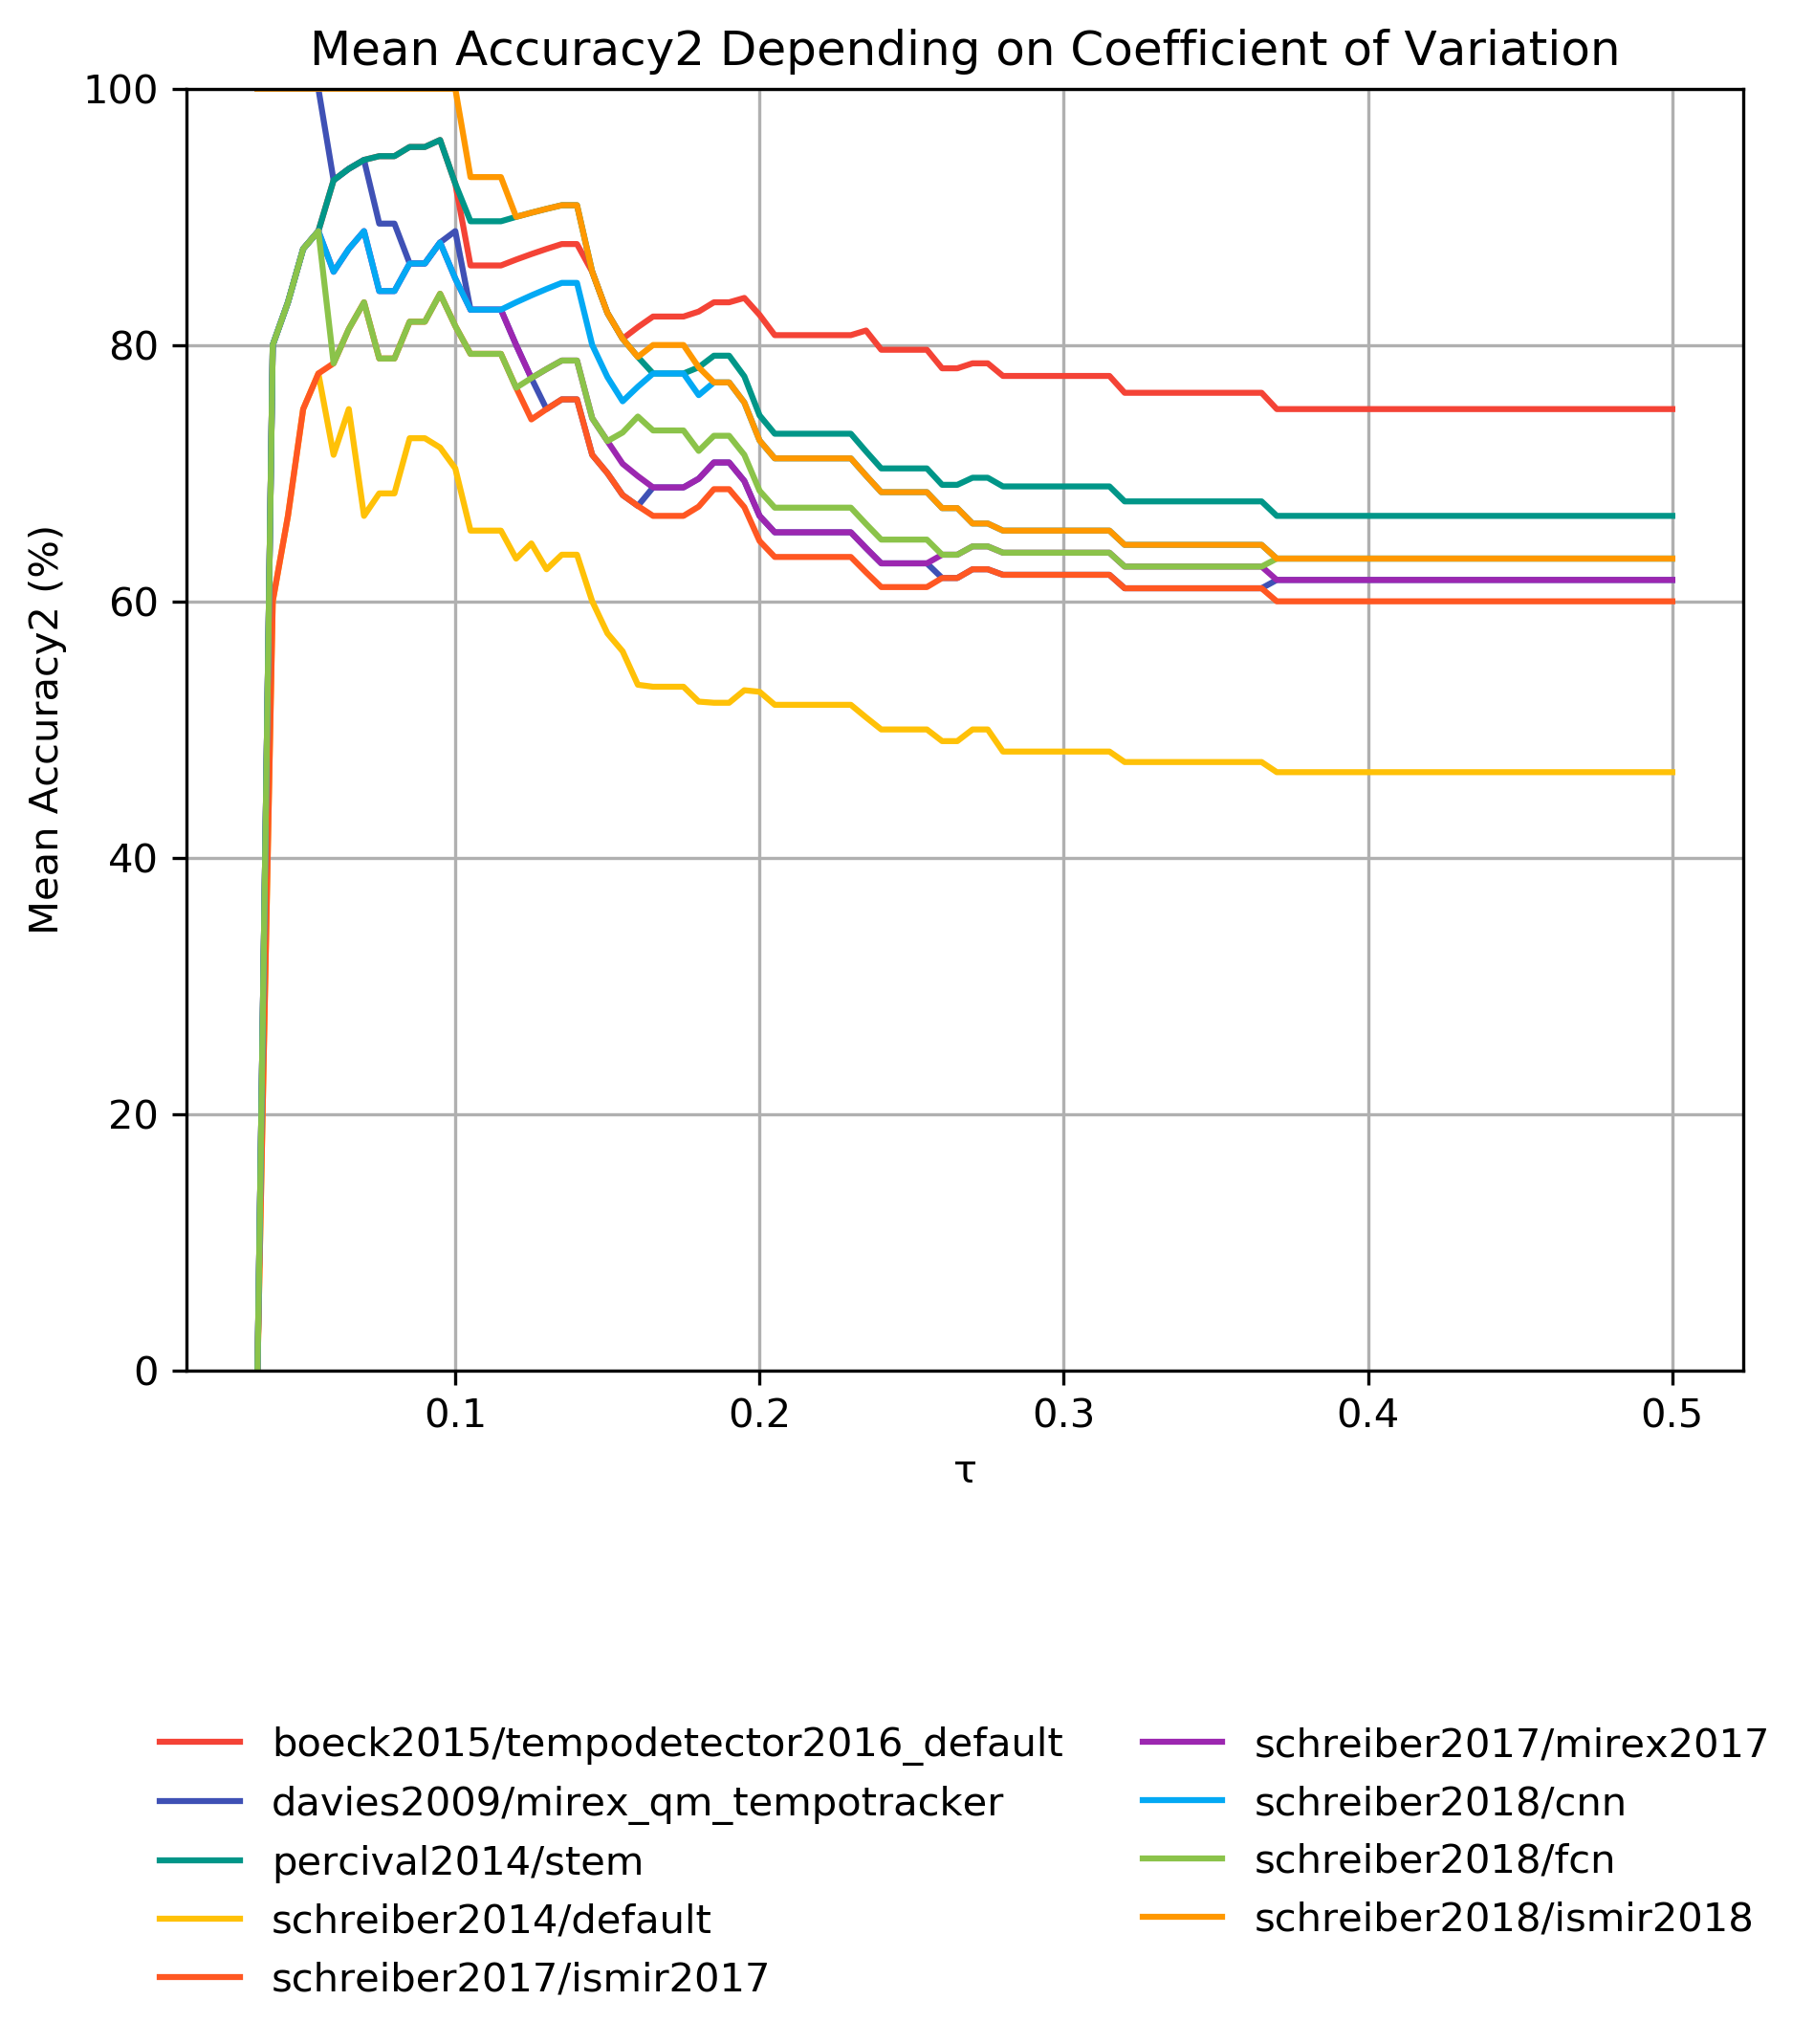 Mean Accuracy2 Depending on Coefficient of Variation
100
80
60
40
20
0
Mean Accuracy2 (%)
0.1 0.2 0.3 0.4 0.5
τ
boeck2015/tempodetector2016_default
davies2009/mirex_qm_tempotracker
percival2014/stem
schreiber2014/default
schreiber2017/ismir2017
schreiber2017/mirex2017
schreiber2018/cnn
schreiber2018/fcn
schreiber2018/ismir2018